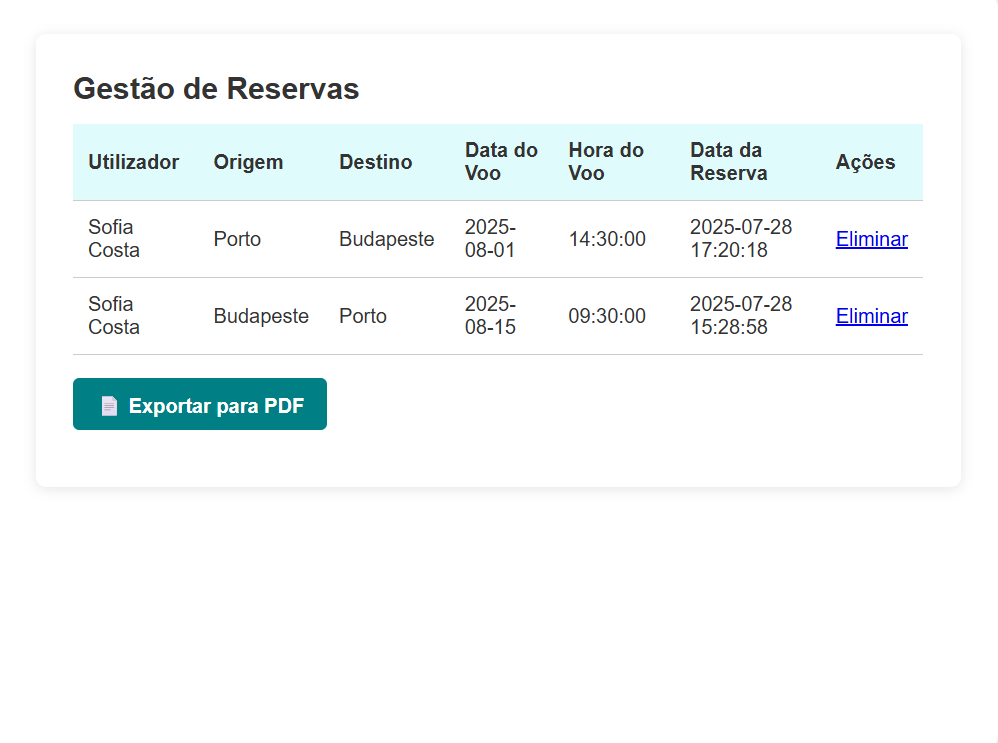 Gestão de Reservas
Utilizador Origem Destino Data do Voo Hora do Voo Data da Reserva Ações
Sofia Costa Porto Budapeste 2025-08-01 14:30:00 2025-07-28 17:20:18 Eliminar
Sofia Costa Budapeste Porto 2025-08-15 09:30:00 2025-07-28 15:28:58 Eliminar
Exportar para PDF